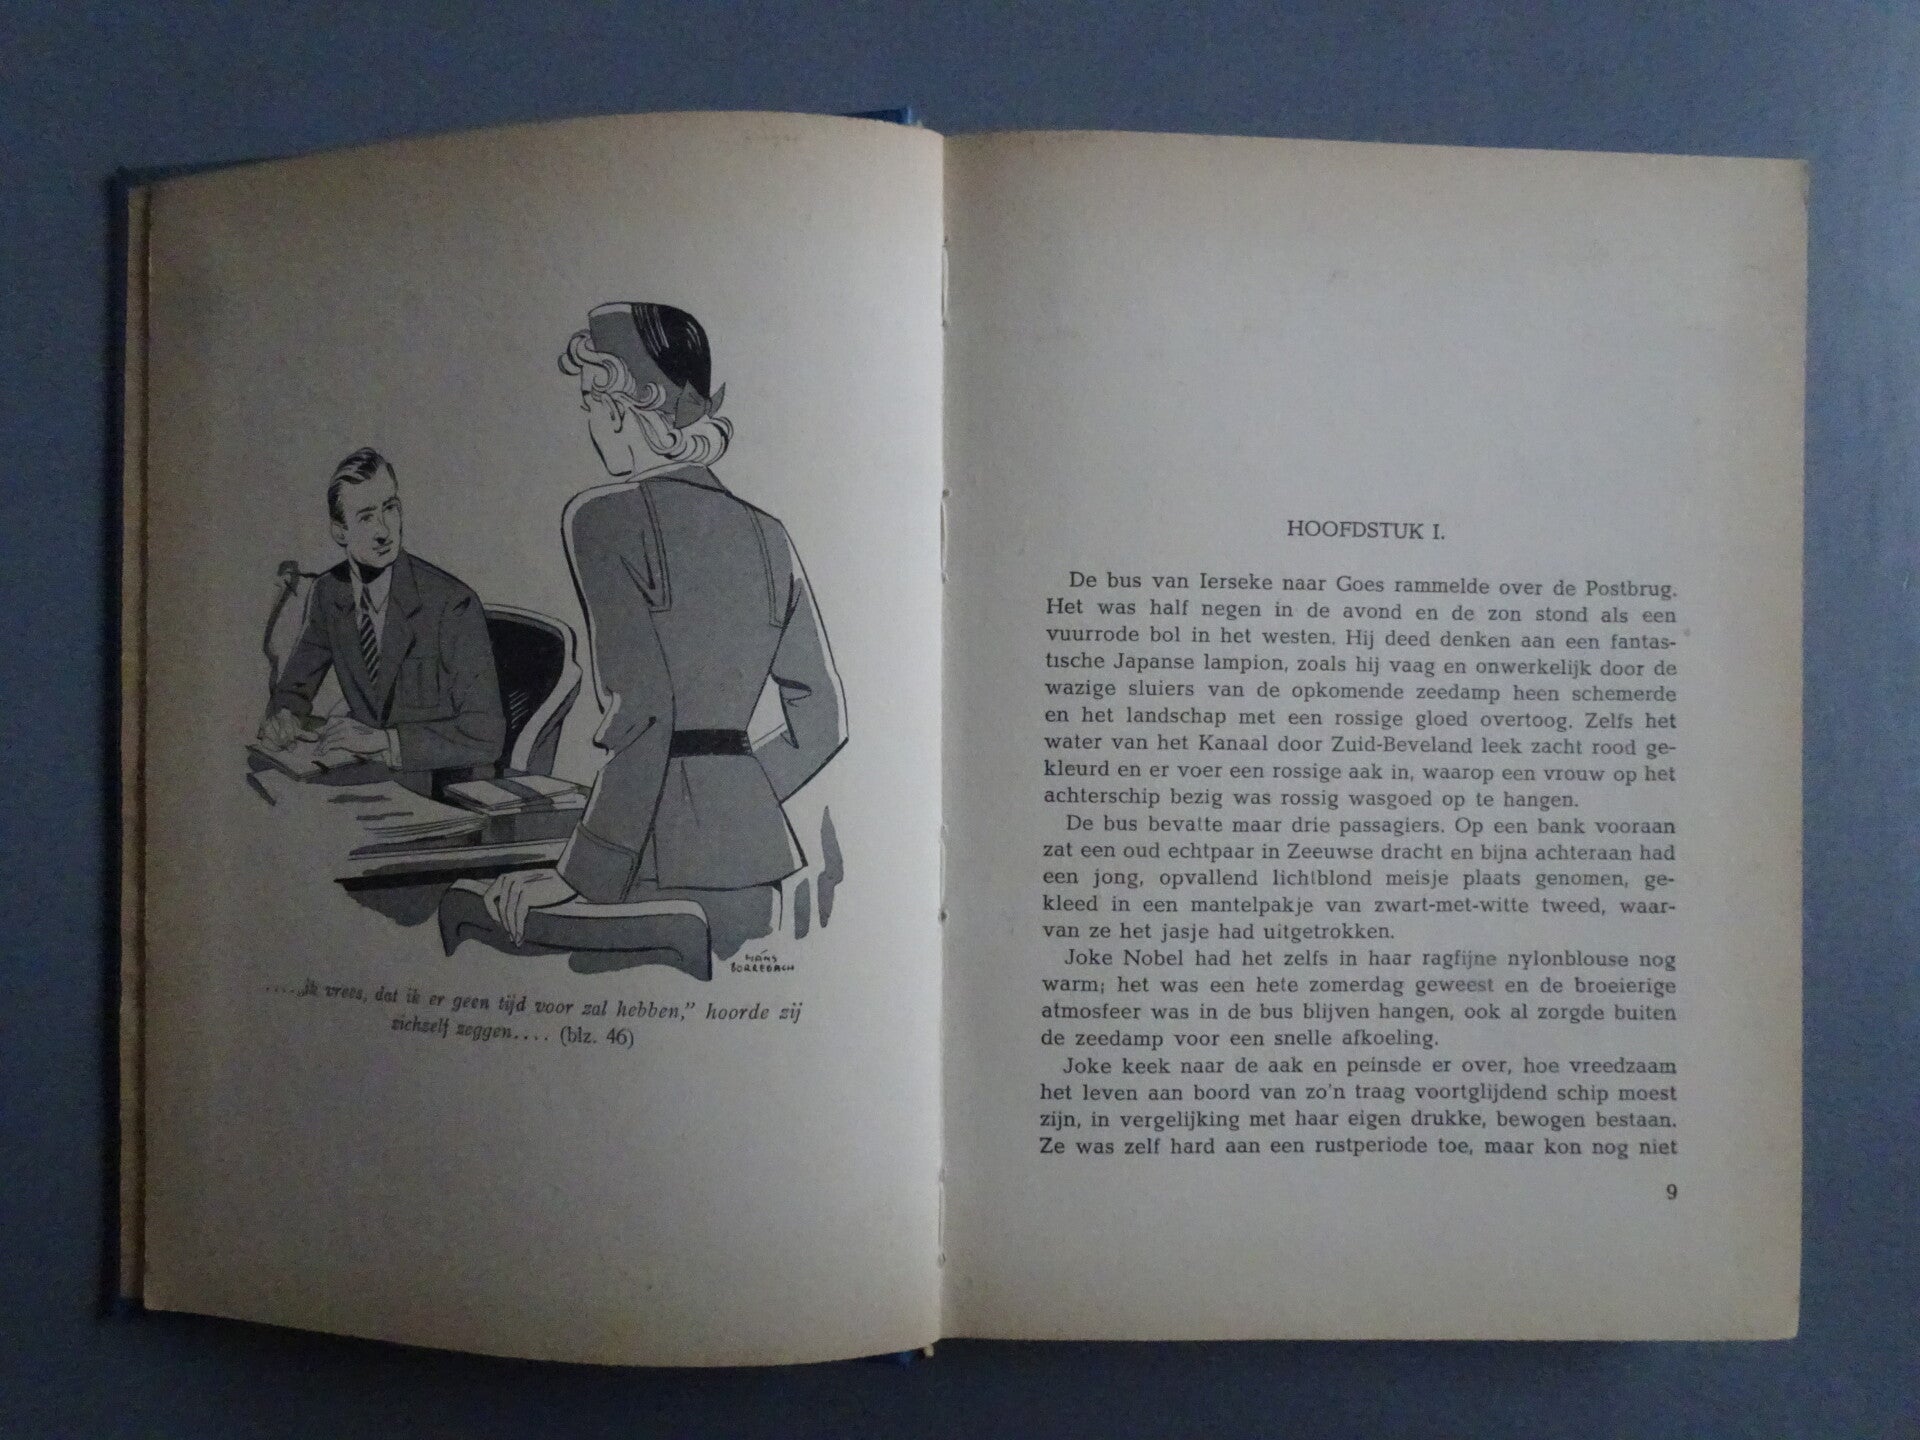 HANS
BORREBACH
....„Ik vrees, dat ik er geen tijd voor zal hebben,” hoorde zij
zichzelf zeggen.... (blz. 46)
HOOFDSTUK I.
De bus van Ierseke naar Goes rammelde over de Postbrug.
Het was half negen in de avond en de zon stond als een
vuurrode bol in het westen. Hij deed denken aan een fantas-
tische Japanse lampion, zoals hij vaag en onwerkelijk door de
wazige sluiers van de opkomende zeedamp heen schemerde
en het landschap met een rossige gloed overtoog. Zelfs het
water van het Kanaal door Zuid-Beveland leek zacht rood ge-
kleurd en er voer een rossige aak in, waarop een vrouw op het
achterschip bezig was rossig wasgoed op te hangen.
De bus bevatte maar drie passagiers. Op een bank vooraan
zat een oud echtpaar in Zeeuwse dracht en bijna achteraan had
een jong, opvallend lichtblond meisje plaats genomen, ge-
kleed in een mantelpakje van zwart-met-witte tweed, waar-
van ze het jasje had uitgetrokken.
Joke Nobel had het zelfs in haar ragfijne nylonblouse nog
warm; het was een hete zomerdag geweest en de broeierige
atmosfeer was in de bus blijven hangen, ook al zorgde buiten
de zeedamp voor een snelle afkoeling.
Joke keek naar de aak en peinsde er over, hoe vreedzaam
het leven aan boord van zo'n traag voortglijdend schip moest
zijn, in vergelijking met haar eigen drukke, bewogen bestaan.
Ze was zelf hard aan een rustperiode toe, maar kon nog niet
9